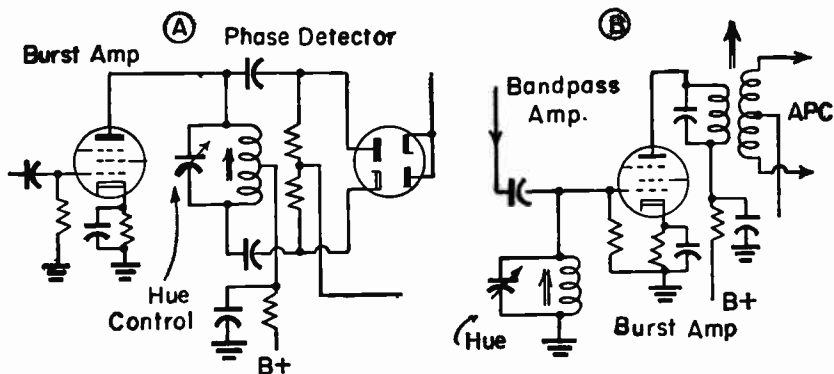 A
Burst Amp
Phase Detector
Hue
Control
B+
B
Bandpass
Amp.
APC
B+
Burst Amp
Hue